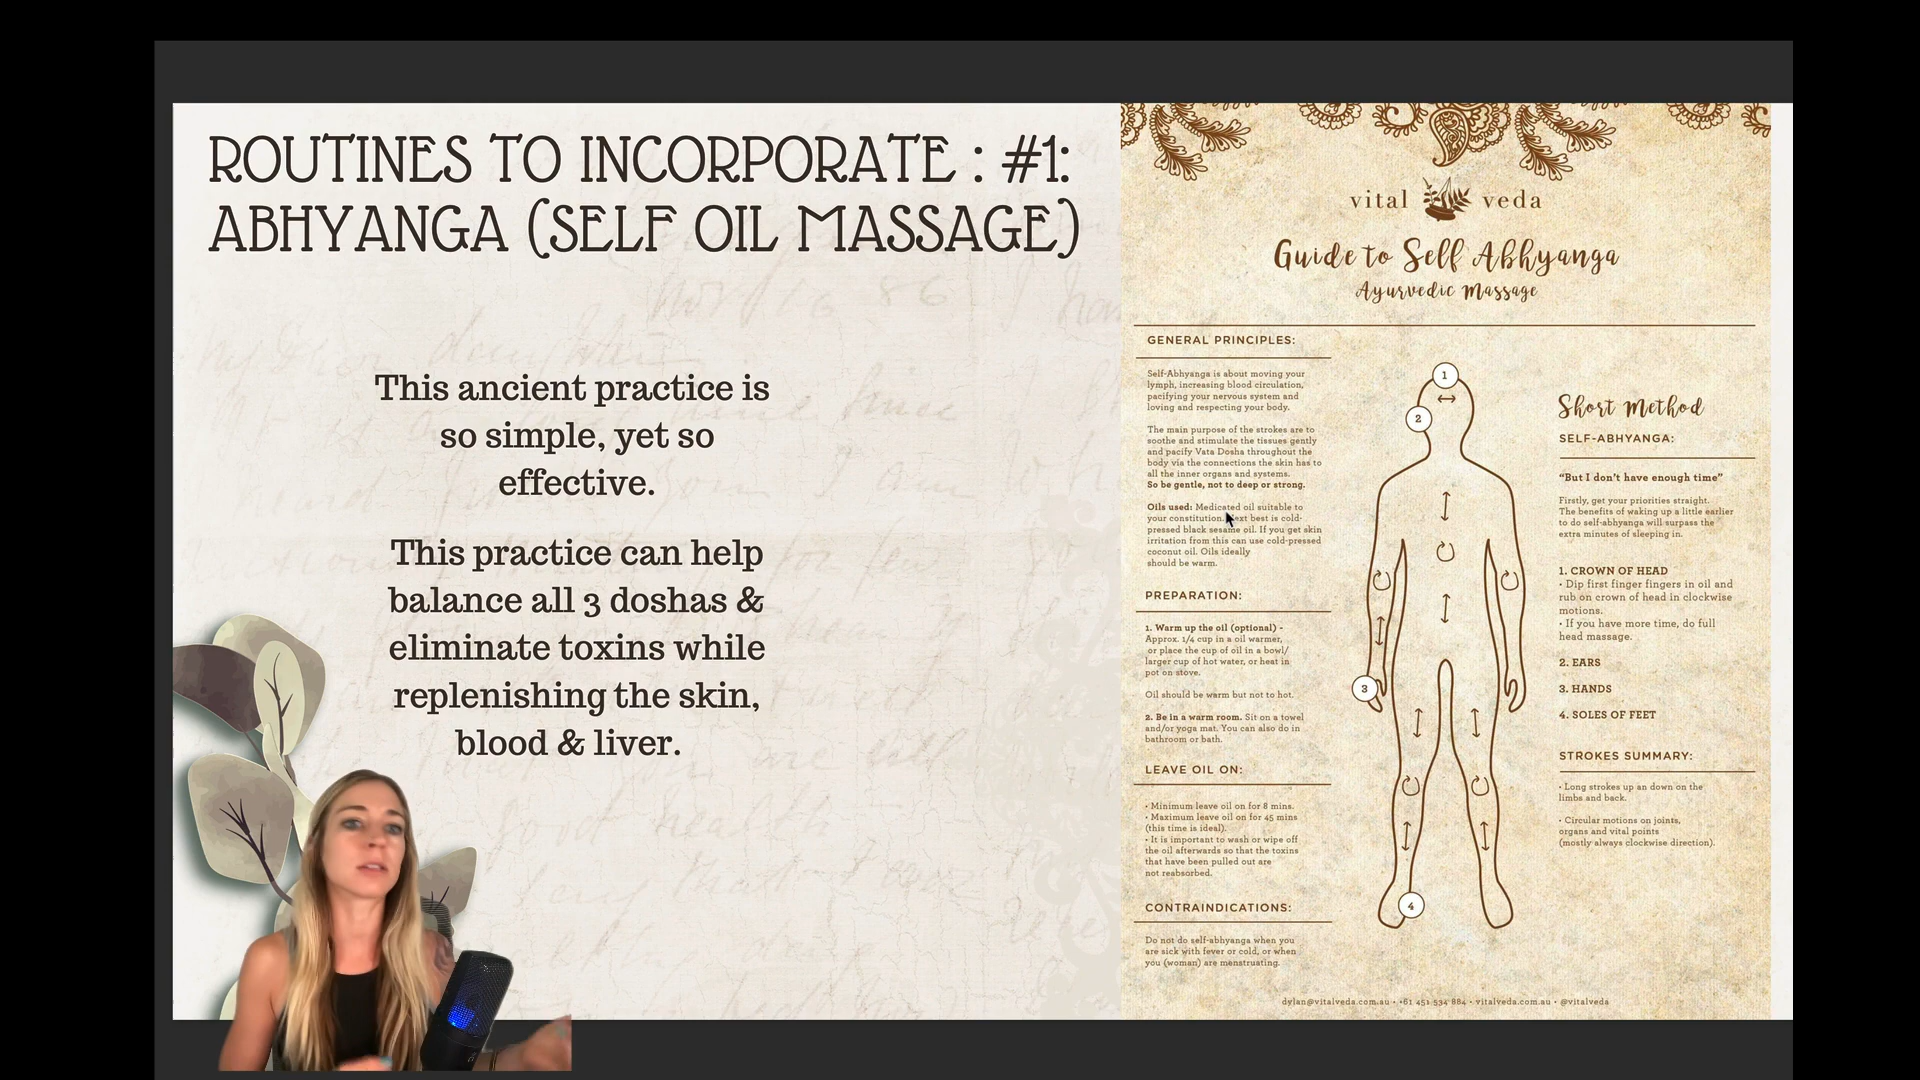 ROUTINES TO INCORPORATE : #1:
ABHYANGA (SELF OIL MASSAGE)
This ancient practice is
so simple, yet so
effective.
This practice can help
balance all 3 doshas &
eliminate toxins while
replenishing the skin,
blood & liver.
vital veda
Guide to Self Abhyanga
Ayurvedic Massage
GENERAL PRINCIPLES:
Self-Abhyanga is about moving your
lymph, increasing blood circulation,
pacifying your nervous system and
loving and respecting your body.
The main purpose of the strokes are to
soothe and stimulate the tissues gently
and pacify Vata Dosha throughout the
body via the connections the skin has to
all the inner organs and systems.
So be gentle, not to deep or strong.
Oils used: Medicated oil suitable to
your constitution. Next best is cold-
pressed black sesame oil. If you get skin
irritation from this can use cold-pressed
coconut oil. Oils ideally
should be warm.
PREPARATION:
1. Warm up the oil (optional) -
Approx. 1/4 cup in a oil warmer,
or place the cup of oil in a bowl/
larger cup of hot water, or heat in
pot on stove.
Oil should be warm but not to hot.
2. Be in a warm room. Sit on a towel
and/or yoga mat. You can also do in
bathroom or bath.
LEAVE OIL ON:
• Minimum leave oil on for 8 mins.
• Maximum leave oil on for 45 mins
(this time is ideal).
• It is important to wash or wipe off
the oil afterwards so that the toxins
that have been pulled out are
not reabsorbed.
CONTRAINDICATIONS:
Do not do self-abhyanga when you
are sick with fever or cold, or when
you (woman) are menstruating.
1
2
3
4
Short Method
SELF-ABHYANGA:
“But I don’t have enough time”
Firstly, get your priorities straight.
The benefits of waking up a little earlier
to do self-abhyanga will surpass the
extra minutes of sleeping in.
1. CROWN OF HEAD
• Dip first finger fingers in oil and
rub on crown of head in clockwise
motions.
• If you have more time, do full
head massage.
2. EARS
3. HANDS
4. SOLES OF FEET
STROKES SUMMARY:
• Long strokes up an down on the
limbs and back.
• Circular motions on joints,
organs and vital points
(mostly always clockwise direction).
dylan@vitalveda.com.au • +61 451 534 884 • vitalveda.com.au • @vitalveda